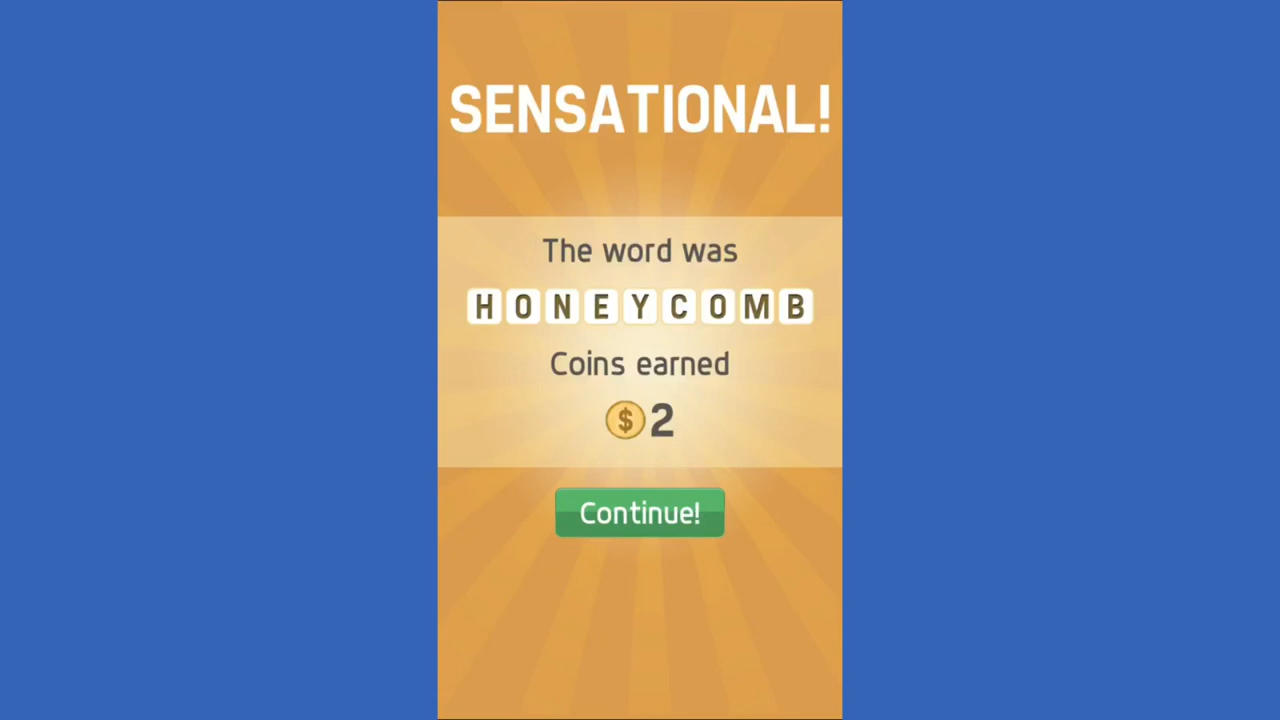 SENSATIONAL!
The word was
HONEYCOMB
Coins earned
$ 2
Continue!